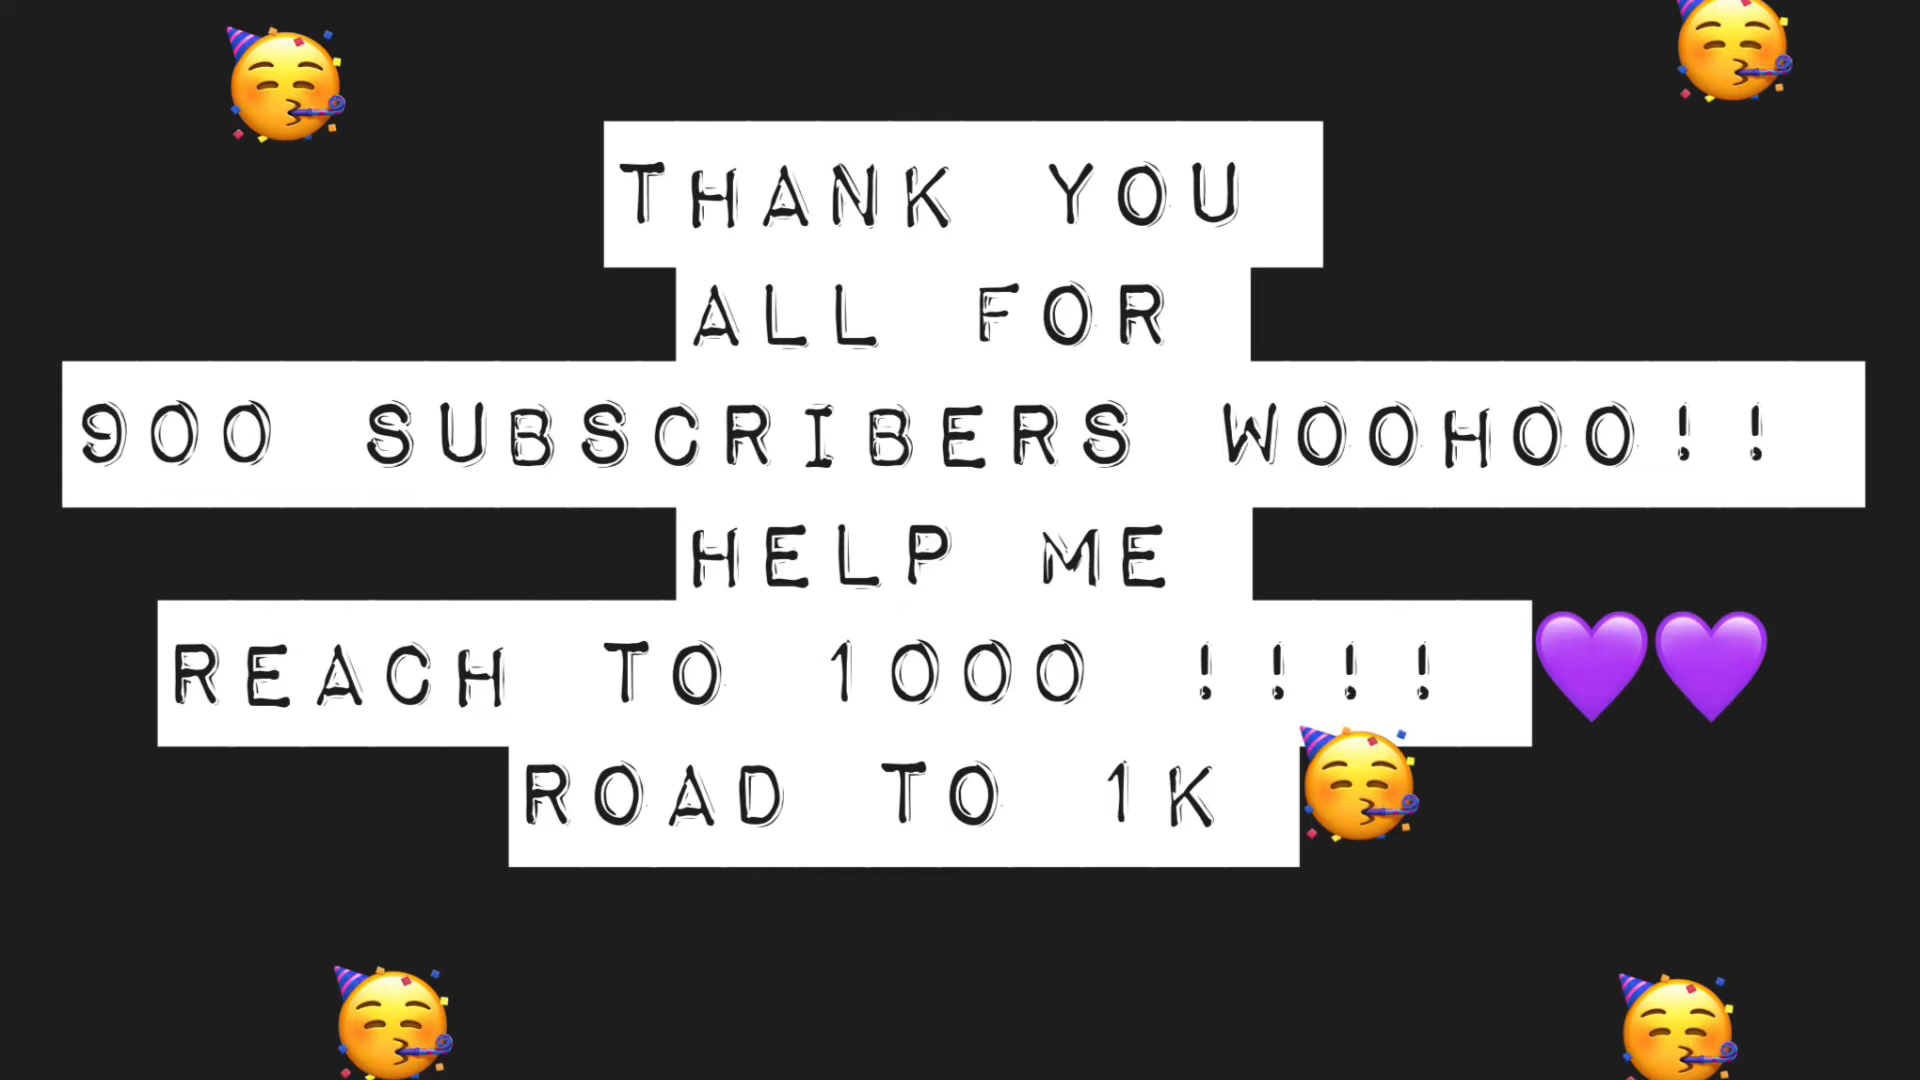 THANK YOU
ALL FOR
900 SUBSCRIBERS WOOHOO!!
HELP ME
REACH TO 1000 !!!! 💜💜
ROAD TO 1K 🥳